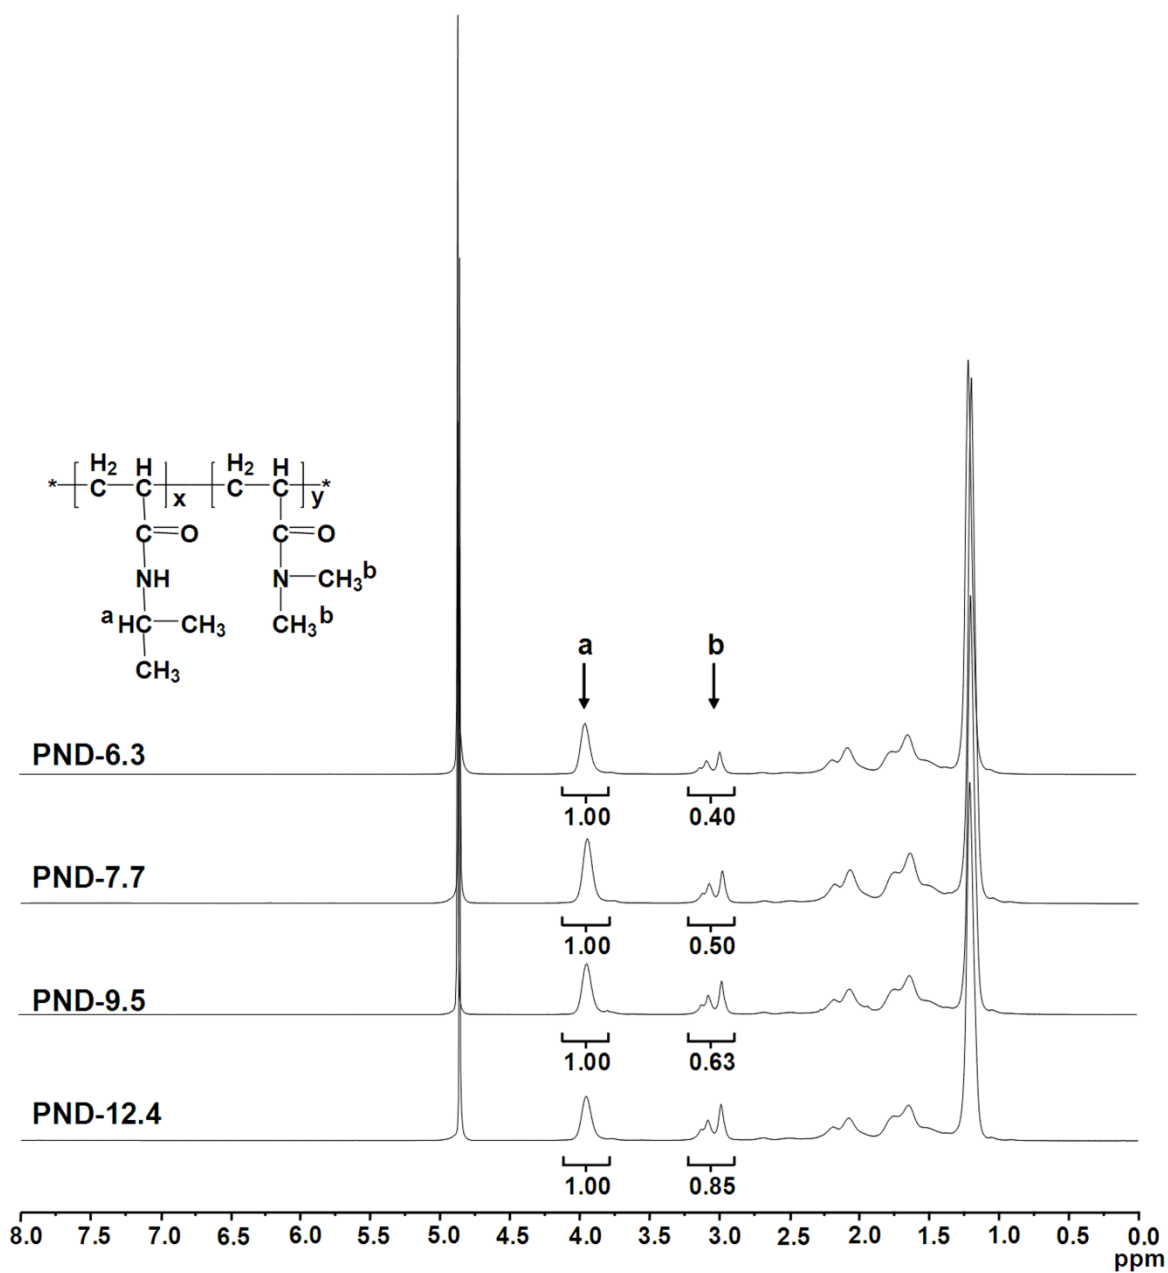 H2 H H2 H
* C C x C C y *
C=O C=O
NH N CH3 b
a HC CH3 CH3 b
CH3
a b
PND-6.3
1.00 0.40
PND-7.7
1.00 0.50
PND-9.5
1.00 0.63
PND-12.4
1.00 0.85
8.0 7.5 7.0 6.5 6.0 5.5 5.0 4.5 4.0 3.5 3.0 2.5 2.0 1.5 1.0 0.5 0.0
ppm